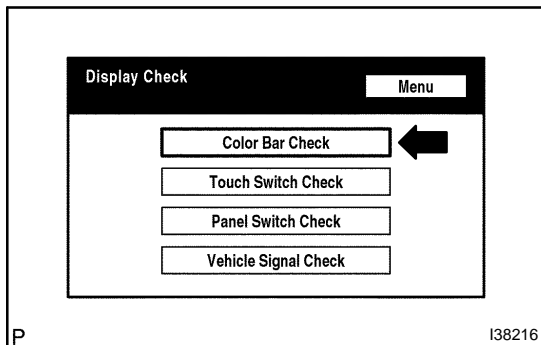 Display Check
Menu
Color Bar Check
Touch Switch Check
Panel Switch Check
Vehicle Signal Check
P
I38216